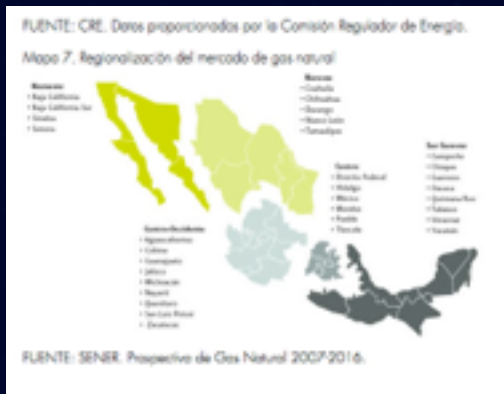 FUENTE: CRE. Datos proporcionados por la Comisión Regulador de Energía.
Mapa 7. Regionalización del mercado de gas natural
Noroeste
• Baja California
• Baja California Sur
• Sinaloa
• Sonora
Noreste
• Coahuila
• Chihuahua
• Durango
• Nuevo León
• Tamaulipas
Centro
• Distrito Federal
• Hidalgo
• México
• Morelos
• Puebla
• Tlaxcala
Sur Sureste
• Campeche
• Chiapas
• Guerrero
• Oaxaca
• Quintana Roo
• Tabasco
• Veracruz
• Yucatán
Centro Occidente
• Aguascalientes
• Colima
• Guanajuato
• Jalisco
• Michoacán
• Nayarit
• Querétaro
• San Luis Potosí
• Zacatecas
FUENTE: SENER. Prospectiva de Gas Natural 2007-2016.